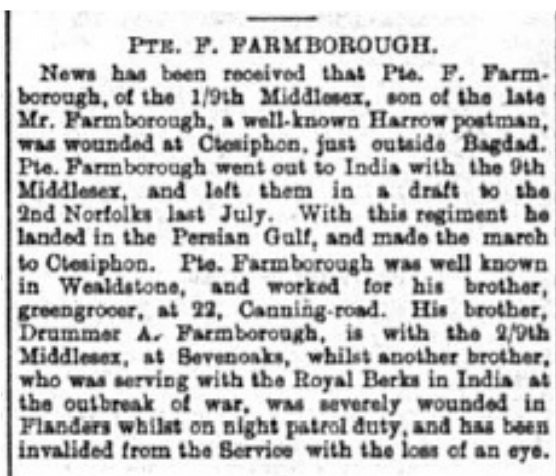 PTE. F. FARMBOROUGH.
News has been received that Pte. F. Farm-
borough, of the 1/9th Middlesex, son of the late
Mr. Farmborough, a well-known Harrow postman,
was wounded at Ctesiphon, just outside Bagdad.
Pte. Farmborough went out to India with the 9th
Middlesex, and left them in a draft to the
2nd Norfolks last July. With this regiment he
landed in the Persian Gulf, and made the march
to Ctesiphon. Pte. Farmborough was well known
in Wealdstone, and worked for his brother,
greengrocer, at 22, Canning-road. His brother,
Drummer A. Farmborough, is with the 2/9th
Middlesex, at Sevenoaks, whilst another brother,
who was serving with the Royal Berks in India at
the outbreak of war, was severely wounded in
Flanders whilst on night patrol duty, and has been
invalided from the Service with the loss of an eye.